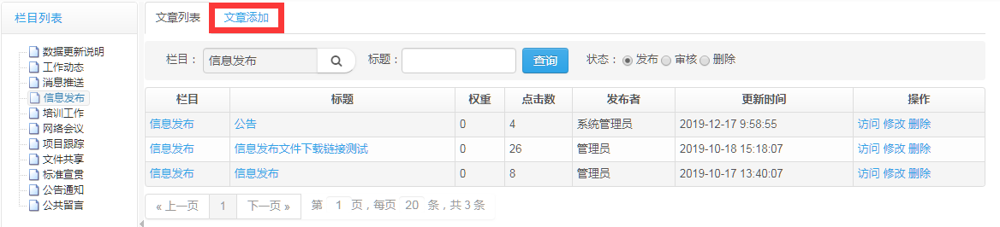 栏目列表
数据更新说明
工作动态
消息推送
信息发布
培训工作
网络会议
项目跟踪
文件共享
标准宣贯
公告通知
公共留言
文章列表 文章添加
栏目： 信息发布 标题： 查询 状态： 发布 审核 删除
栏目 标题 权重 点击数 发布者 更新时间 操作
信息发布 公告 0 4 系统管理员 2019-12-17 9:58:55 访问 修改 删除
信息发布 信息发布文件下载链接测试 0 26 管理员 2019-10-18 15:18:07 访问 修改 删除
信息发布 信息发布 0 8 管理员 2019-10-17 13:40:07 访问 修改 删除
« 上一页 1 下一页 » 第 1 页 , 每页 20 条 , 共 3 条